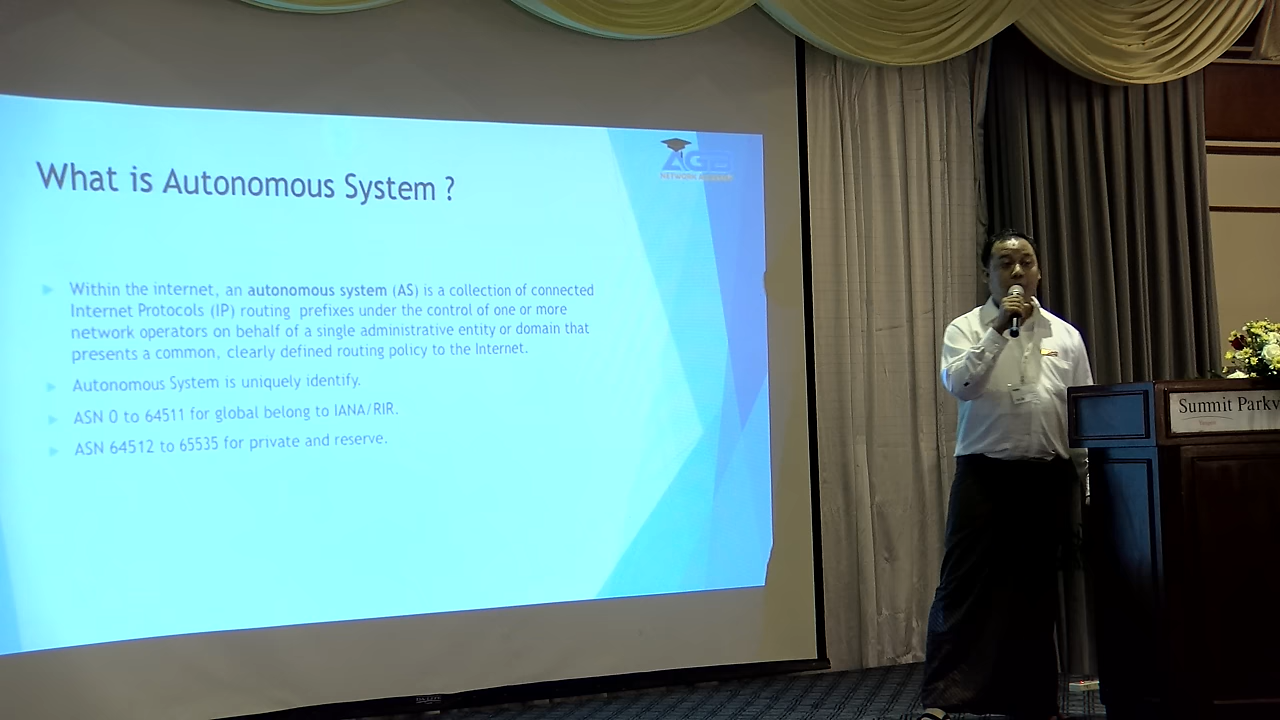 What is Autonomous System ?
AGB
NETWORK
Within the internet, an autonomous system (AS) is a collection of connected
Internet Protocols (IP) routing prefixes under the control of one or more
network operators on behalf of a single administrative entity or domain that
presents a common, clearly defined routing policy to the Internet.
Autonomous System is uniquely identify.
ASN 0 to 64511 for global belong to IANA/RIR.
ASN 64512 to 65535 for private and reserve.
Summit Parkv